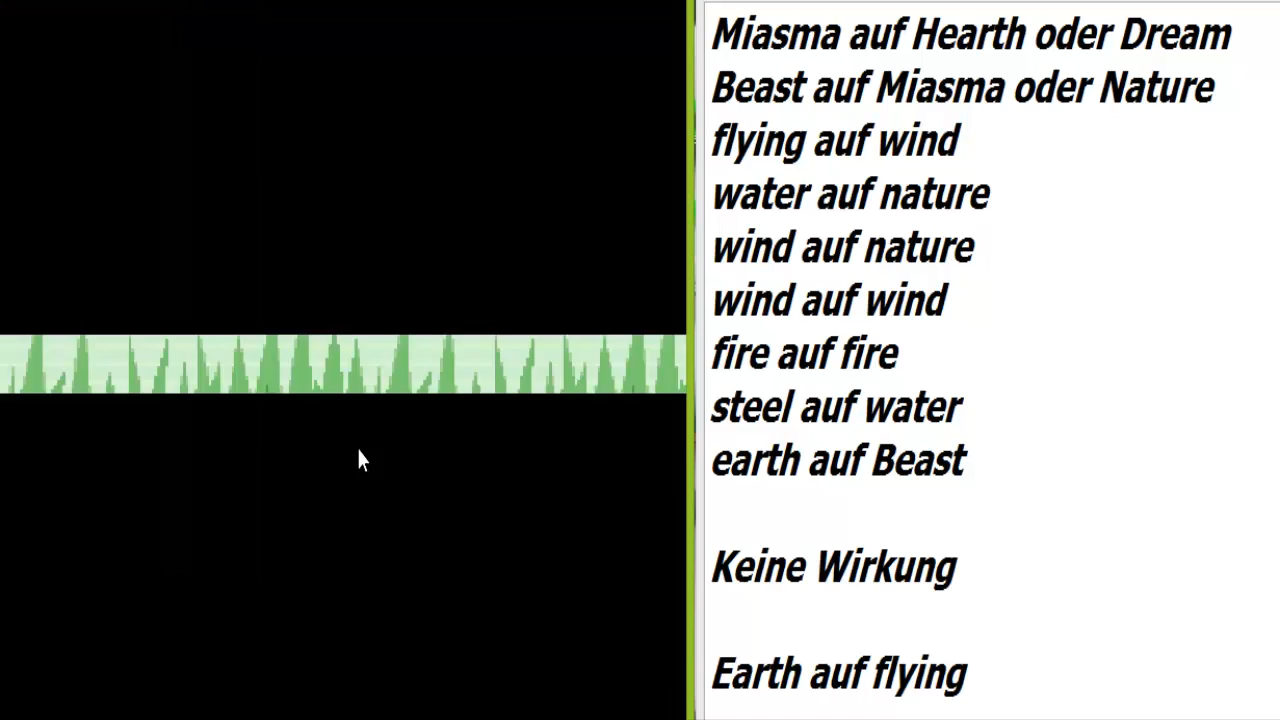 Miasma auf Hearth oder Dream
Beast auf Miasma oder Nature
flying auf wind
water auf nature
wind auf nature
wind auf wind
fire auf fire
steel auf water
earth auf Beast
Keine Wirkung
Earth auf flying